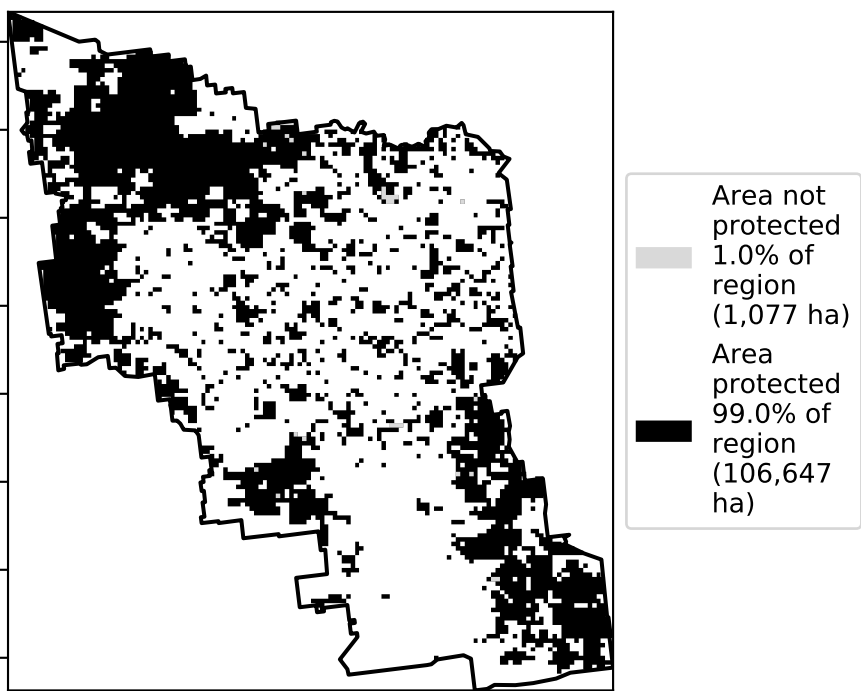 Area not
protected
1.0% of
region
(1,077 ha)
Area
protected
99.0% of
region
(106,647
ha)